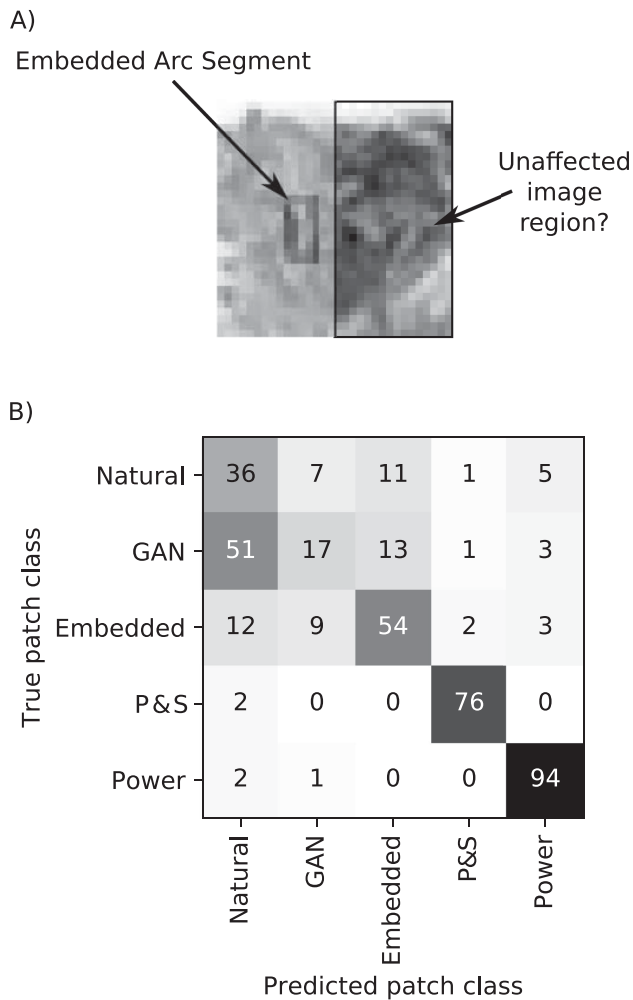 A)
Embedded Arc Segment
Unaffected
image
region?
B)
True patch class
Natural 36 7 11 1 5
GAN 51 17 13 1 3
Embedded 12 9 54 2 3
P&S 2 0 0 76 0
Power 2 1 0 0 94
Natural GAN Embedded P&S Power
Predicted patch class